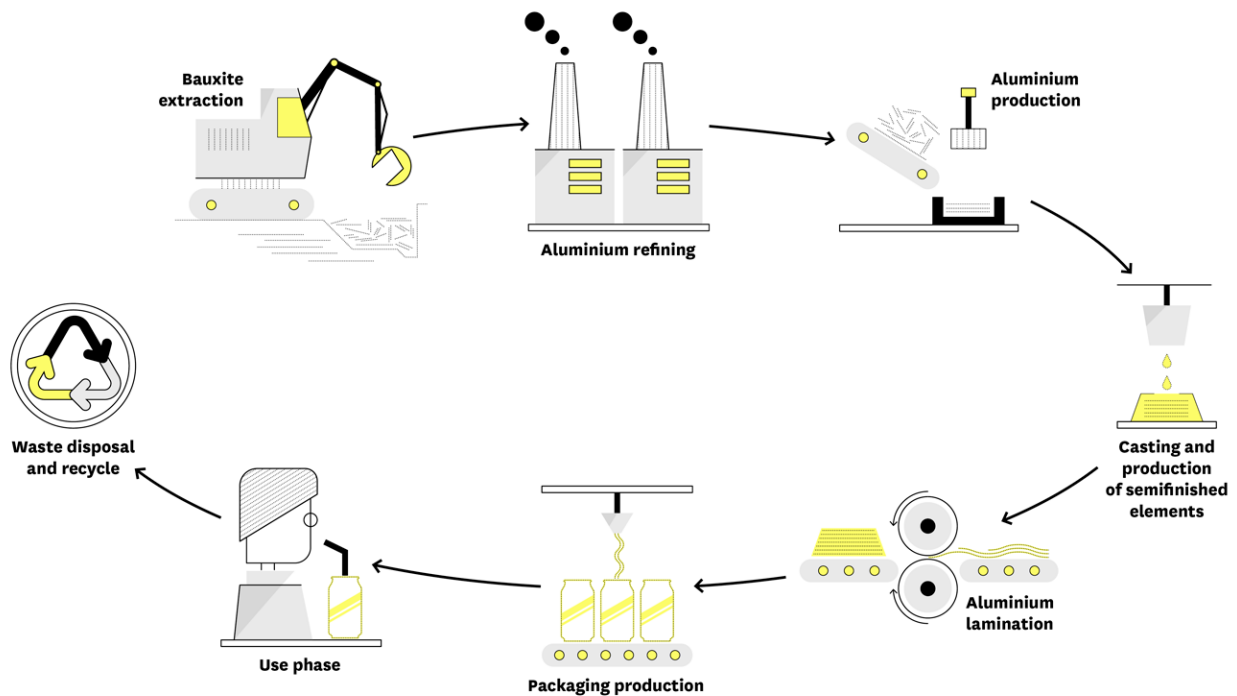 Bauxite
extraction
Aluminium refining
Aluminium
production
Casting and
production
of semifinished
elements
Aluminium
lamination
Packaging production
Use phase
Waste disposal
and recycle